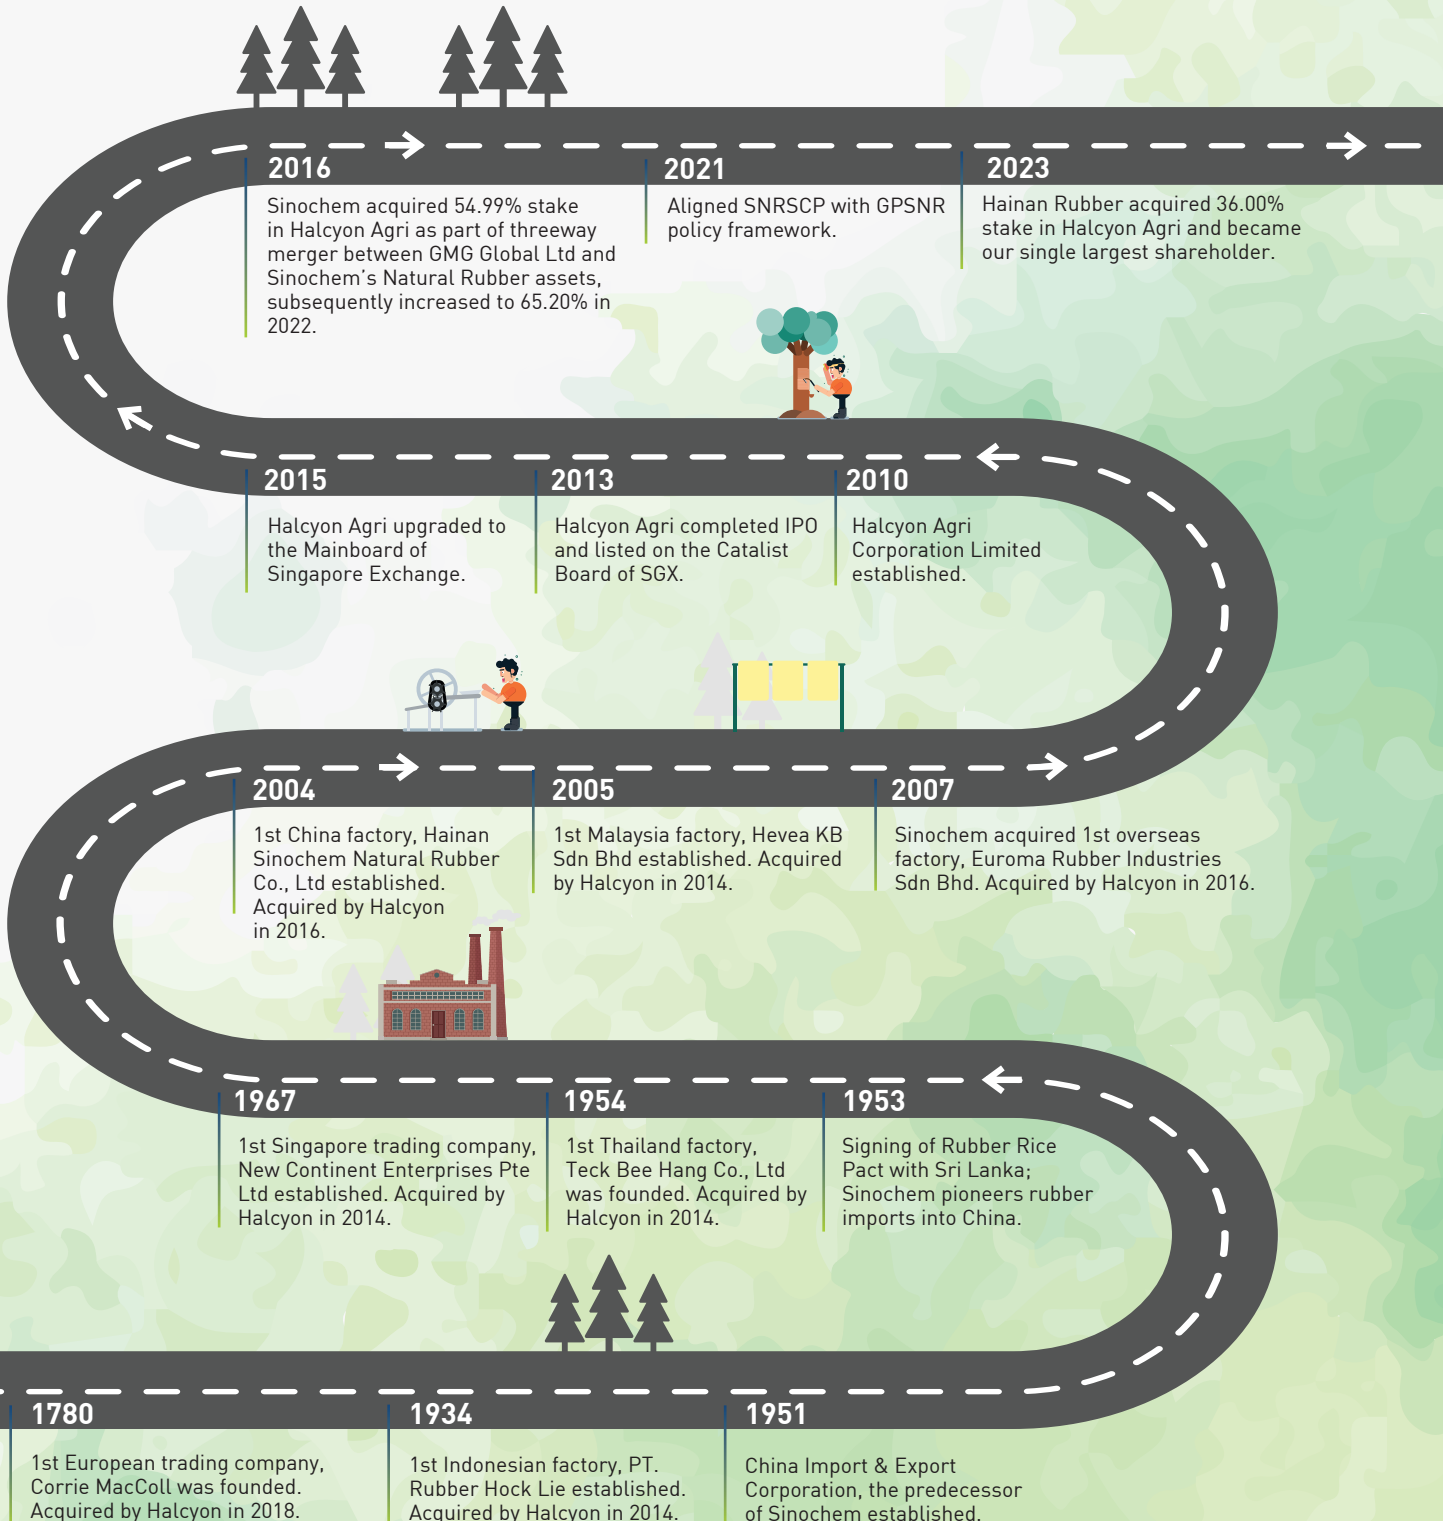 2016
Sinochem acquired 54.99% stake
in Halcyon Agri as part of threeway
merger between GMG Global Ltd and
Sinochem's Natural Rubber assets,
subsequently increased to 65.20% in
2022.
2021
Aligned SNRSCP with GPSNR
policy framework.
2023
Hainan Rubber acquired 36.00%
stake in Halcyon Agri and became
our single largest shareholder.
2015
Halcyon Agri upgraded to
the Mainboard of
Singapore Exchange.
2013
Halcyon Agri completed IPO
and listed on the Catalist
Board of SGX.
2010
Halcyon Agri
Corporation Limited
established.
2004
1st China factory, Hainan
Sinochem Natural Rubber
Co., Ltd established.
Acquired by Halcyon
in 2016.
2005
1st Malaysia factory, Hevea KB
Sdn Bhd established. Acquired
by Halcyon in 2014.
2007
Sinochem acquired 1st overseas
factory, Euroma Rubber Industries
Sdn Bhd. Acquired by Halcyon in 2016.
1967
1st Singapore trading company,
New Continent Enterprises Pte
Ltd established. Acquired by
Halcyon in 2014.
1954
1st Thailand factory,
Teck Bee Hang Co., Ltd
was founded. Acquired by
Halcyon in 2014.
1953
Signing of Rubber Rice
Pact with Sri Lanka;
Sinochem pioneers rubber
imports into China.
1780
1st European trading company,
Corrie MacColl was founded.
Acquired by Halcyon in 2018.
1934
1st Indonesian factory, PT.
Rubber Hock Lie established.
Acquired by Halcyon in 2014.
1951
China Import & Export
Corporation, the predecessor
of Sinochem established.